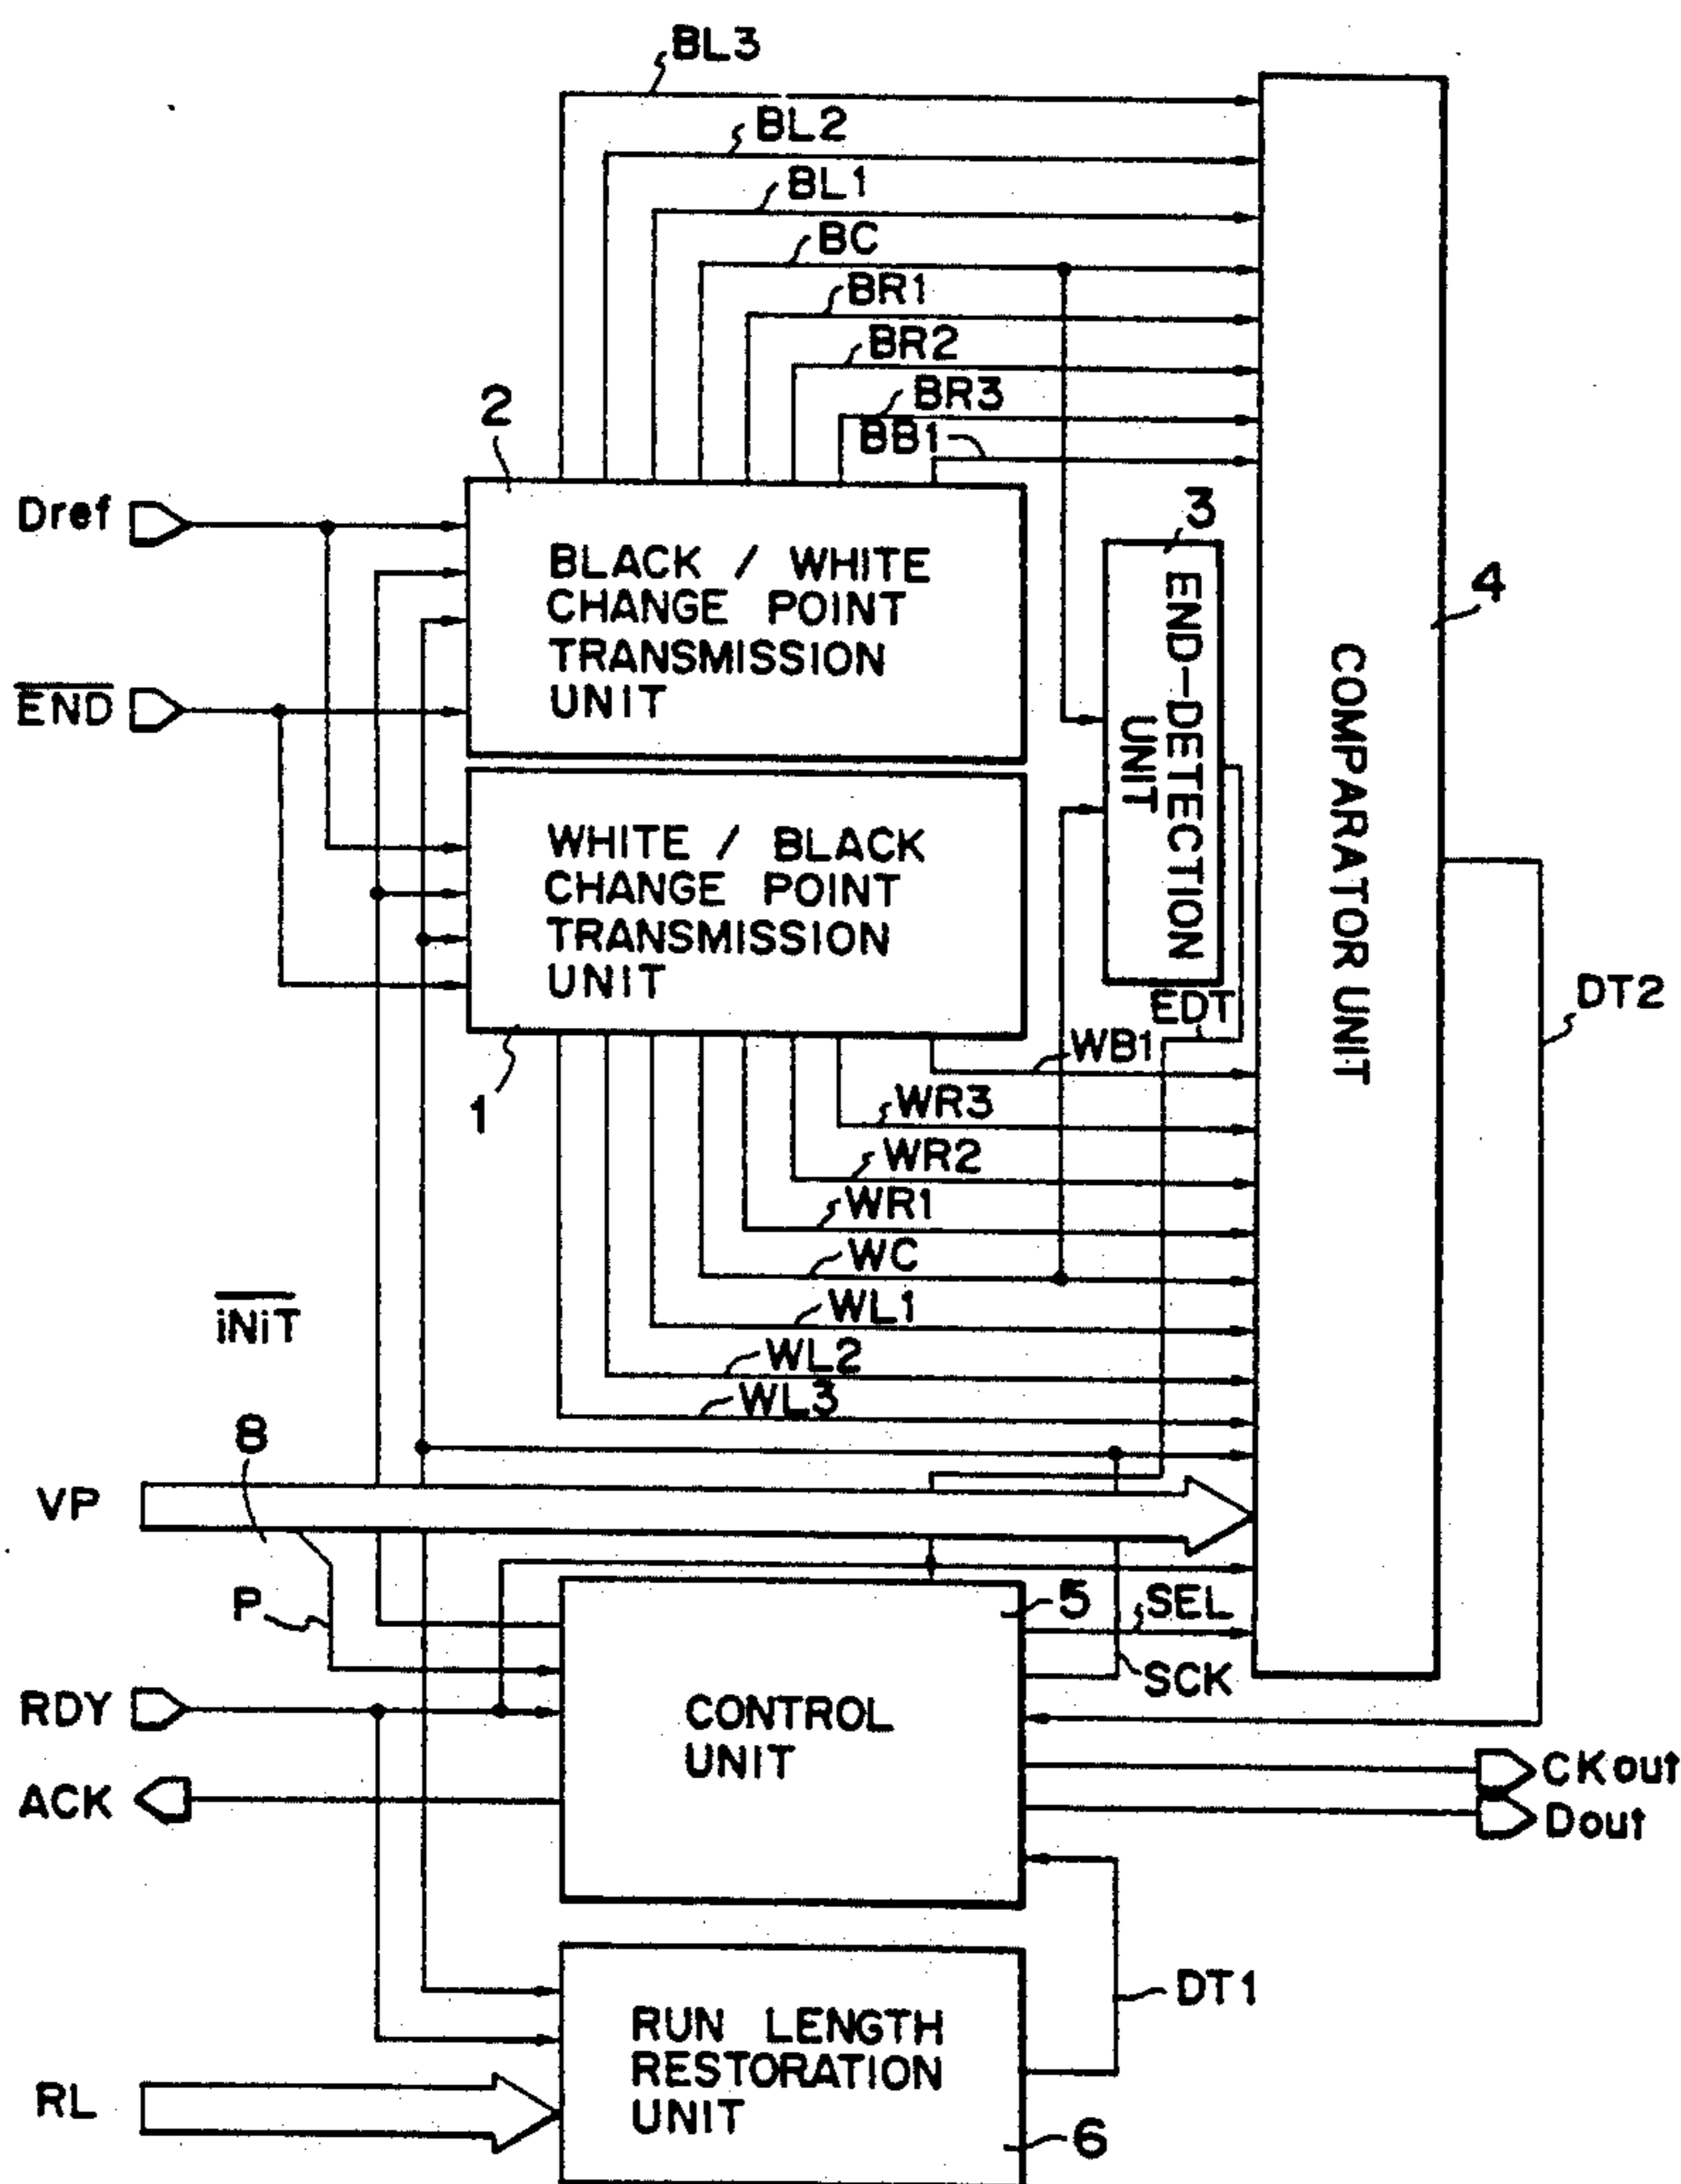 BL3
BL2
BL1
BC
BR1
BR2
BR3
BB1
2
Dref
BLACK / WHITE
CHANGE POINT
TRANSMISSION
UNIT
3
END-DETECTION
UNIT
4
COMPARATOR UNIT
END
WHITE / BLACK
CHANGE POINT
TRANSMISSION
UNIT
1
EDT
DT2
WB1
WR3
WR2
WR1
WC
WL1
WL2
WL3
iNiT
8
VP
P
5
SEL
SCK
RDY
CONTROL
UNIT
ACK
CKout
Dout
DT1
RUN LENGTH
RESTORATION
UNIT
RL
6